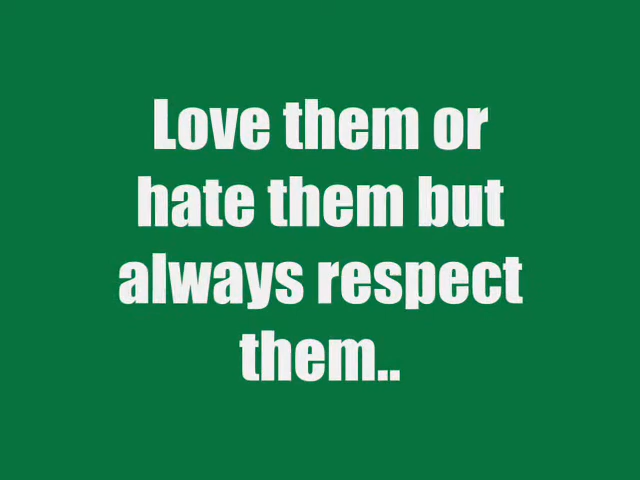 Love them or
hate them but
always respect
them..